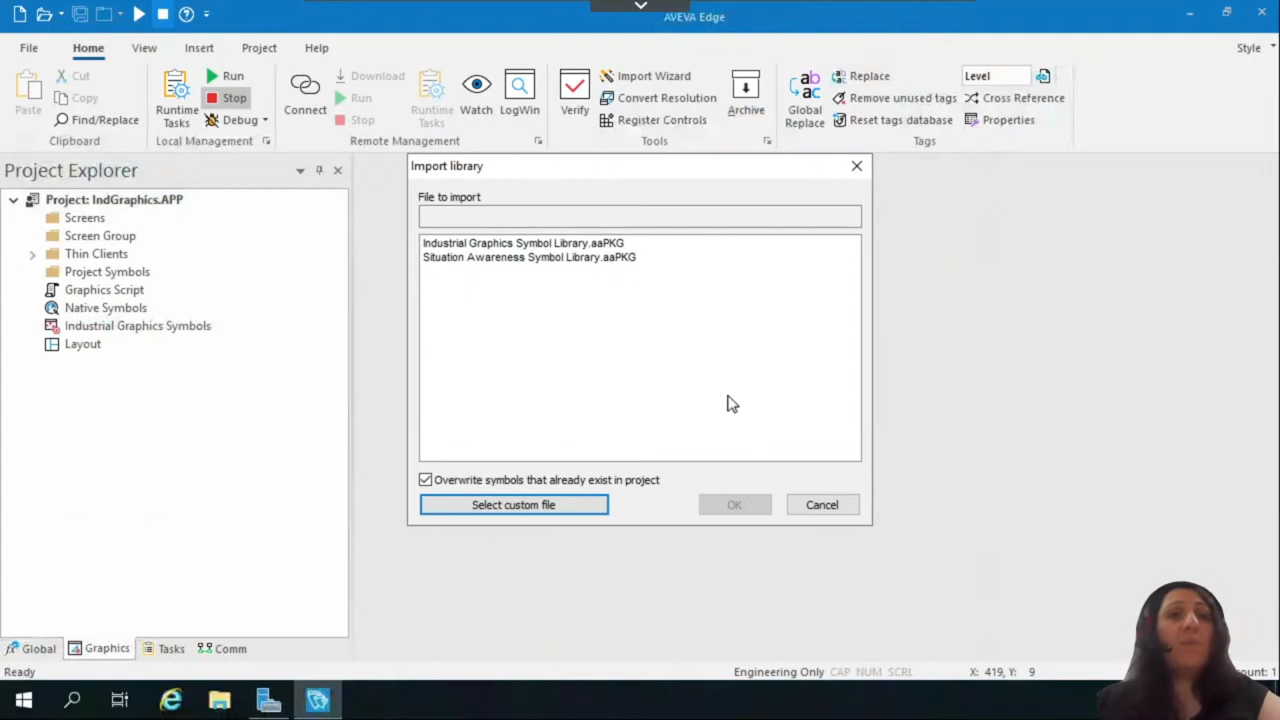 AVEVA Edge
File Home View Insert Project Help Style
Paste
Cut
Copy
Find/Replace
Clipboard
Runtime Tasks
Run
Stop
Debug
Local Management
Connect
Download
Run
Stop
Runtime Tasks
Watch
LogWin
Remote Management
Verify
Import Wizard
Convert Resolution
Register Controls
Archive
Tools
ab
ac
Global Replace
Replace
Remove unused tags
Reset tags database
Level
Cross Reference
Properties
Tags
Project Explorer
Project: IndGraphics.APP
Screens
Screen Group
Thin Clients
Project Symbols
Graphics Script
Native Symbols
Industrial Graphics Symbols
Layout
Import library
File to import
Industrial Graphics Symbol Library.aaPKG
Situation Awareness Symbol Library.aaPKG
Overwrite symbols that already exist in project
Select custom file OK Cancel
Global Graphics Tasks Comm
Ready Engineering Only CAP NUM SCRL X: 419, Y: 9 ount: 1